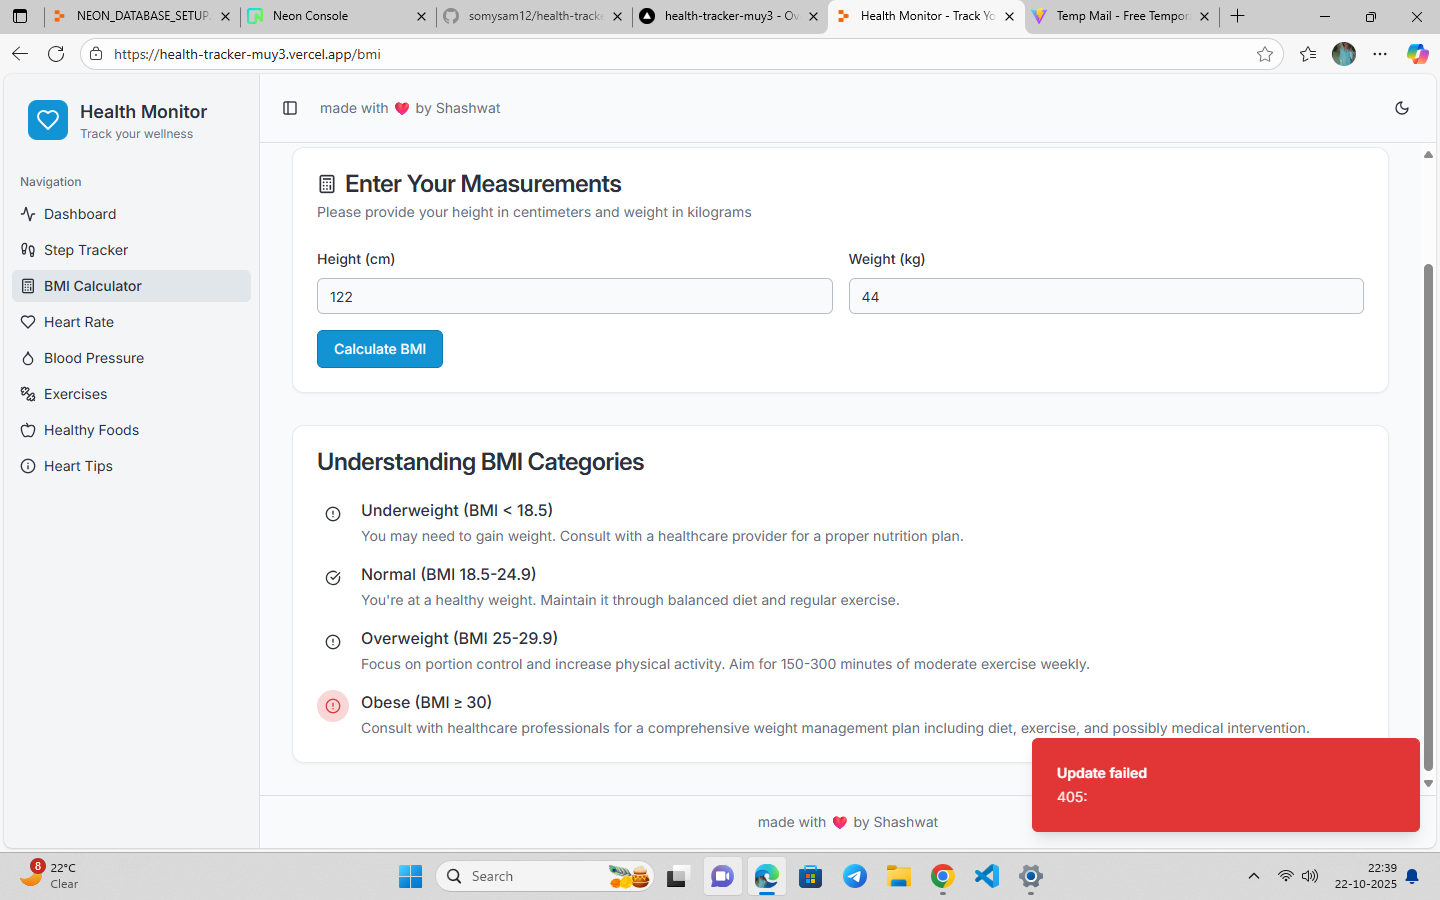 NEON_DATABASE_SETUP.
Neon Console
somysam12/health-tracke
health-tracker-muy3 - Ov
Health Monitor - Track Yo
Temp Mail - Free Tempor
https://health-tracker-muy3.vercel.app/bmi
Health Monitor
Track your wellness
made with ❤️ by Shashwat
Navigation
Dashboard
Step Tracker
BMI Calculator
Heart Rate
Blood Pressure
Exercises
Healthy Foods
Heart Tips
Enter Your Measurements
Please provide your height in centimeters and weight in kilograms
Height (cm)
Weight (kg)
122
44
Calculate BMI
Understanding BMI Categories
Underweight (BMI < 18.5)
You may need to gain weight. Consult with a healthcare provider for a proper nutrition plan.
Normal (BMI 18.5-24.9)
You're at a healthy weight. Maintain it through balanced diet and regular exercise.
Overweight (BMI 25-29.9)
Focus on portion control and increase physical activity. Aim for 150-300 minutes of moderate exercise weekly.
Obese (BMI ≥ 30)
Consult with healthcare professionals for a comprehensive weight management plan including diet, exercise, and possibly medical intervention.
Update failed
405:
made with ❤️ by Shashwat
8
22°C
Clear
Search
22:39
22-10-2025